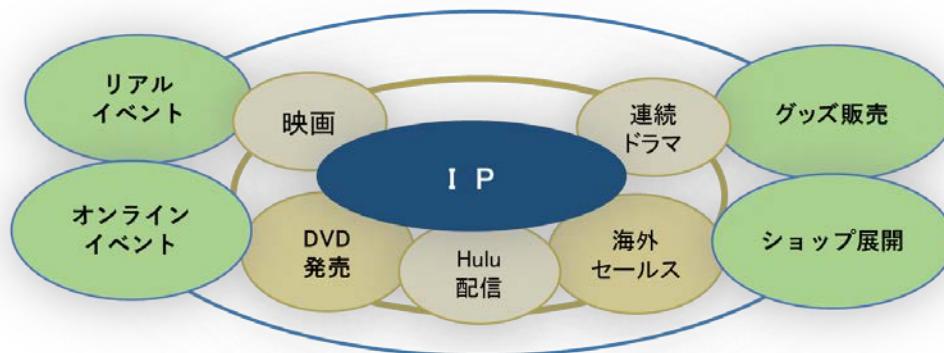 リアル
イベント
映画
連続
ドラマ
グッズ販売
I P
オンライン
イベント
DVD
発売
Hulu
配信
海外
セールス
ショップ展開